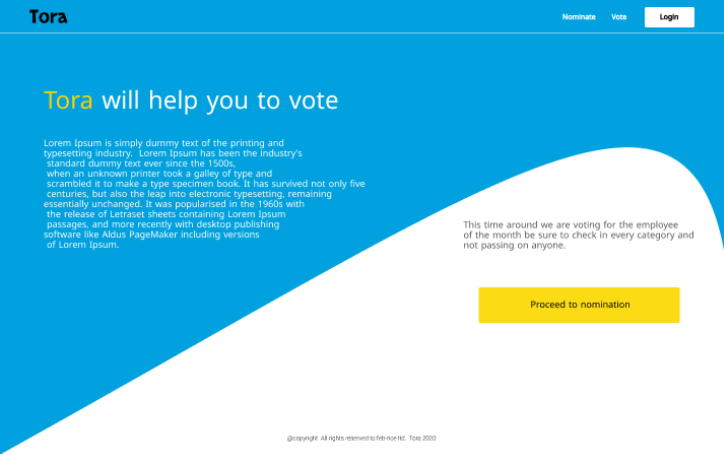 Tora
Nominate
Vote
Login
Tora will help you to vote
Lorem Ipsum is simply dummy text of the printing and
typesetting industry. Lorem Ipsum has been the industry's
standard dummy text ever since the 1500s,
when an unknown printer took a galley of type and
scrambled it to make a type specimen book. It has survived not only five
centuries, but also the leap into electronic typesetting, remaining
essentially unchanged. It was popularised in the 1960s with
the release of Letraset sheets containing Lorem Ipsum
passages, and more recently with desktop publishing
software like Aldus PageMaker including versions
of Lorem Ipsum.
This time around we are voting for the employee
of the month be sure to check in every category and
not passing on anyone.
Proceed to nomination
@copyright All rights reserved to feb-nce ltd. Tora 2020